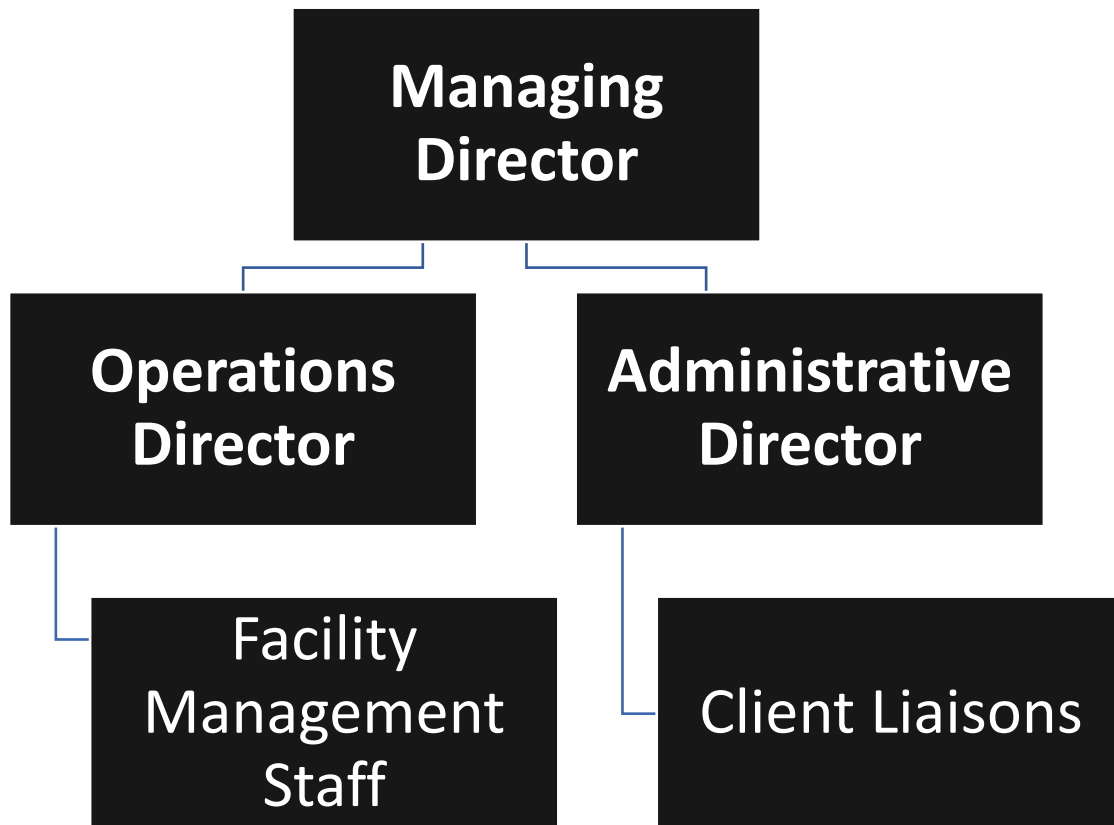 Managing
Director
Operations
Director
Administrative
Director
Facility
Management
Staff
Client Liaisons